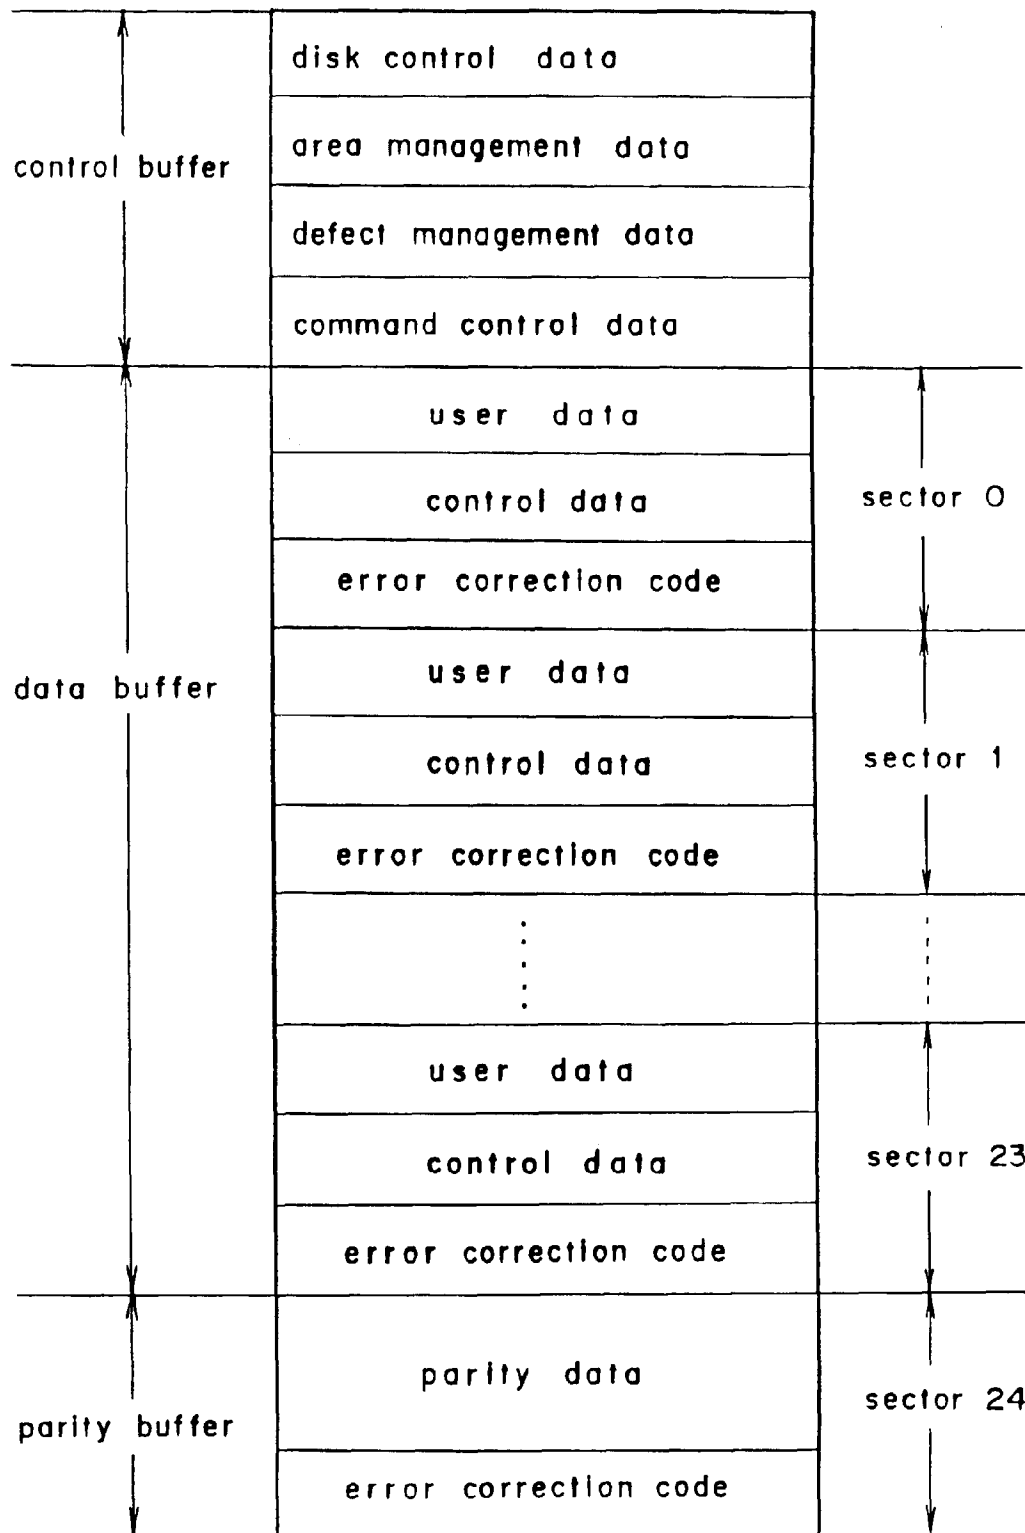 disk control data
area management data
control buffer
defect management data
command control data
user data
control data
sector 0
error correction code
user data
data buffer
control data
sector 1
error correction code
user data
control data
sector 23
error correction code
parity data
sector 24
parity buffer
error correction code